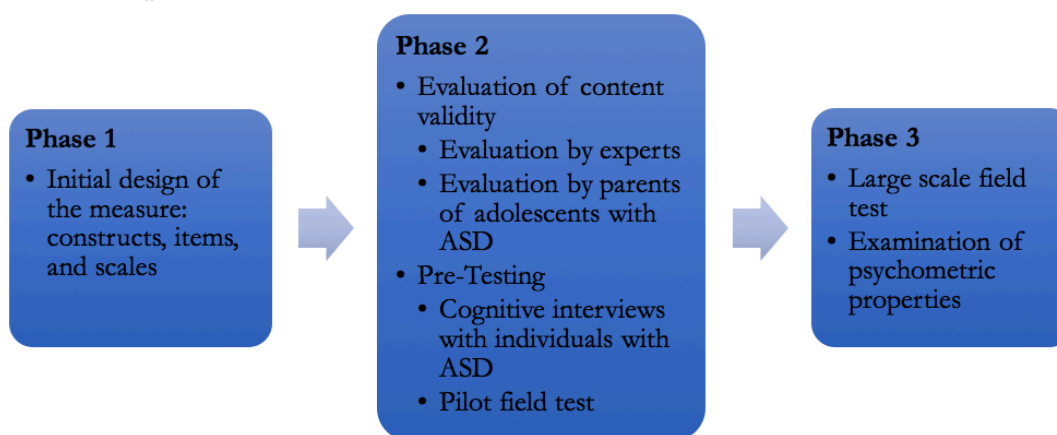 Phase 1
• Initial design of
the measure:
constructs, items,
and scales
Phase 2
• Evaluation of content
validity
• Evaluation by experts
• Evaluation by parents
of adolescents with
ASD
• Pre-Testing
• Cognitive interviews
with individuals with
ASD
• Pilot field test
Phase 3
• Large scale field
test
• Examination of
psychometric
properties